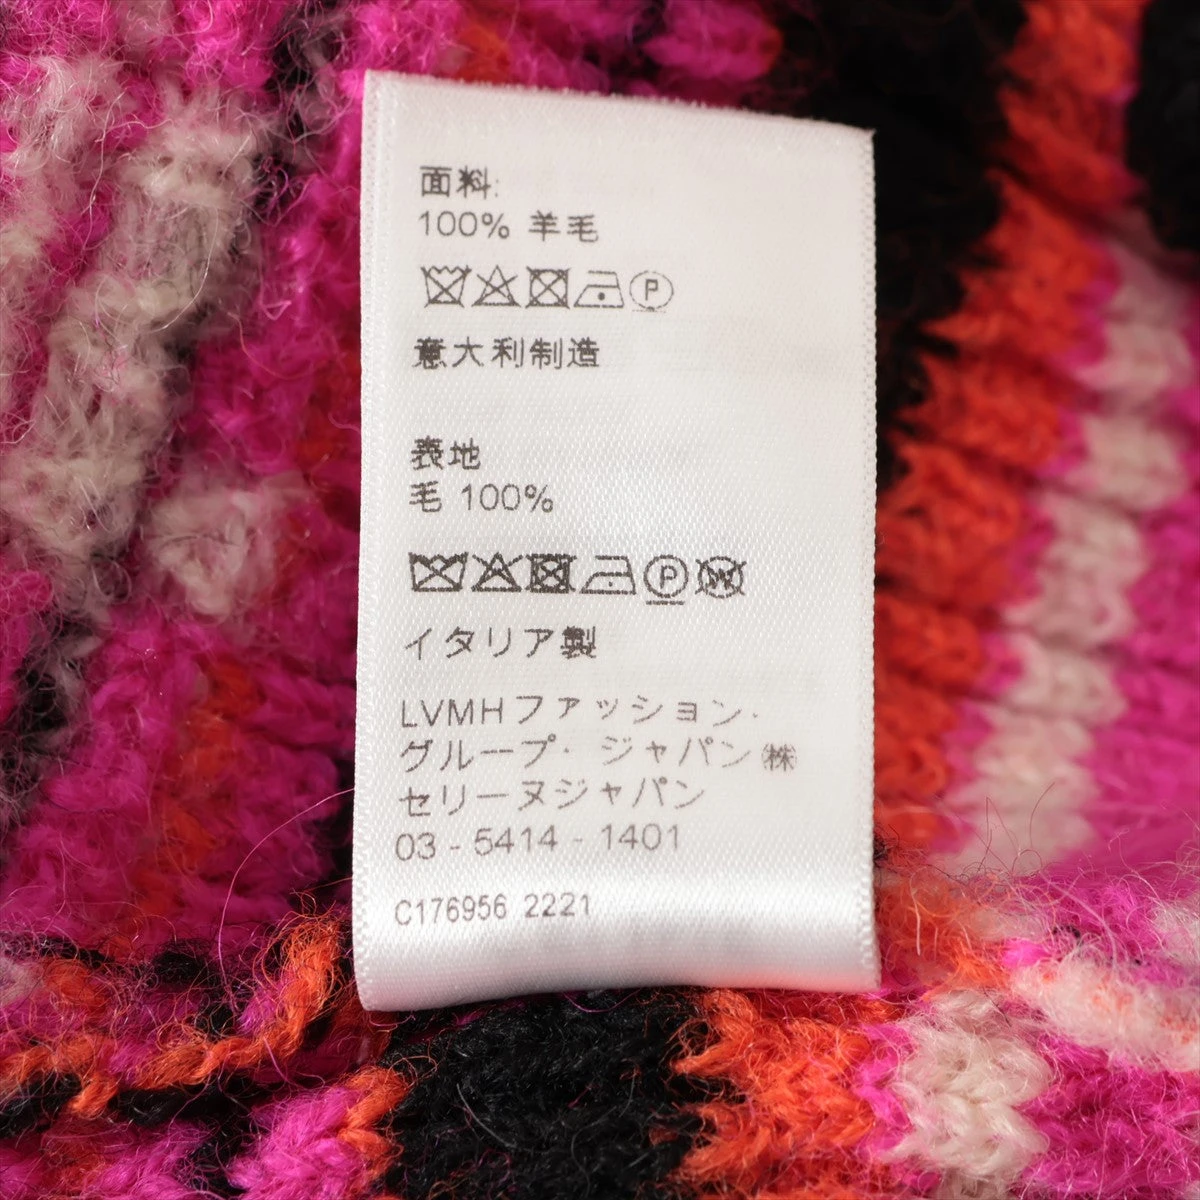 面料:
100% 羊毛
P
意大利制造
表地
毛 100%
P W
イタリア製
LVMHファッション・
グループ・ジャパン㈱
セリーヌジャパン
03 - 5414 - 1401
C176956 2221